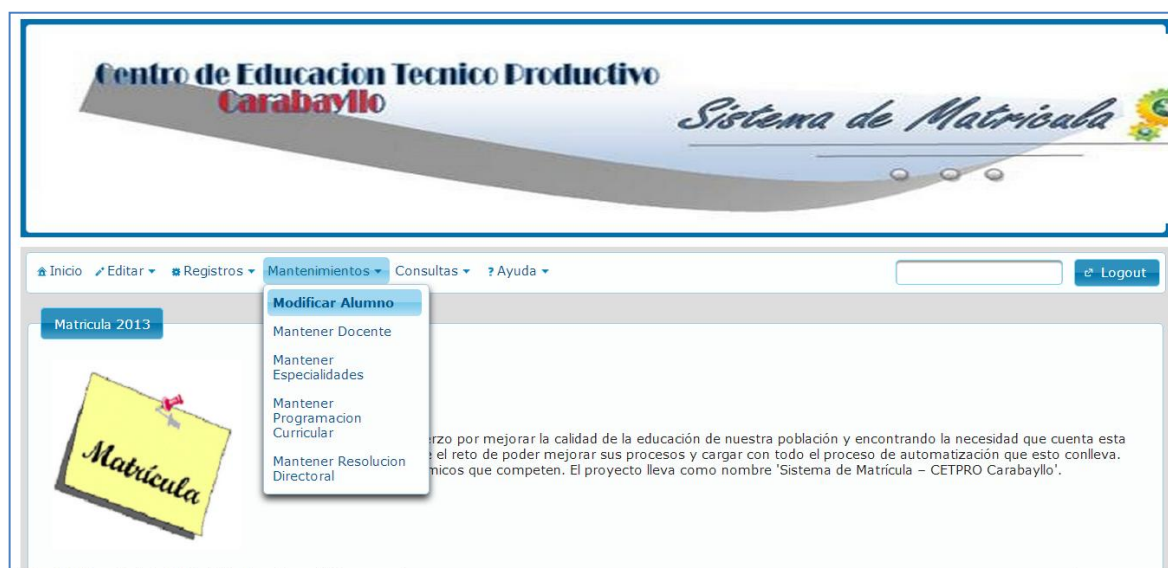 Centro de Educacion Tecnico Productivo
Carabayllo
Sistema de Matricula
Inicio Editar Registros Mantenimientos Consultas ? Ayuda Logout
Modificar Alumno
Mantener Docente
Mantener
Especialidades
Mantener
Programacion
Curricular
Mantener Resolucion
Directoral
Matricula 2013
Matrícula
erzo por mejorar la calidad de la educación de nuestra población y encontrando la necesidad que cuenta esta
el reto de poder mejorar sus procesos y cargar con todo el proceso de automatización que esto conlleva.
micos que competen. El proyecto lleva como nombre 'Sistema de Matrícula – CETPRO Carabayllo'.